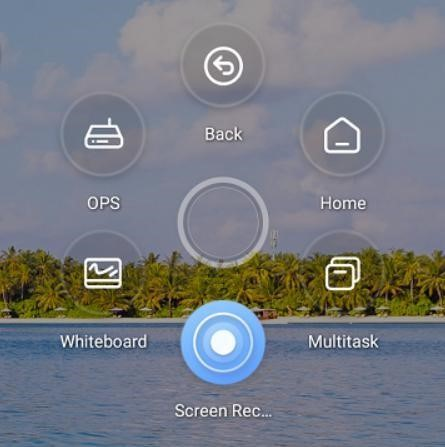 Back
OPS
Home
Whiteboard
Multitask
Screen Rec...